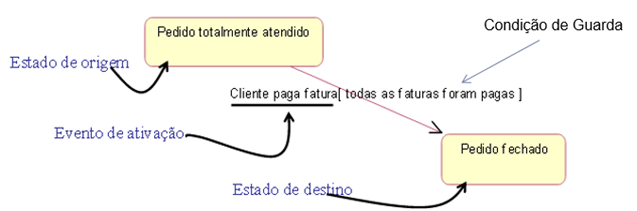 Condição de Guarda
Pedido totalmente atendido
Estado de origem
Cliente paga fatura[ todas as faturas foram pagas ]
Evento de ativação
Pedido fechado
Estado de destino